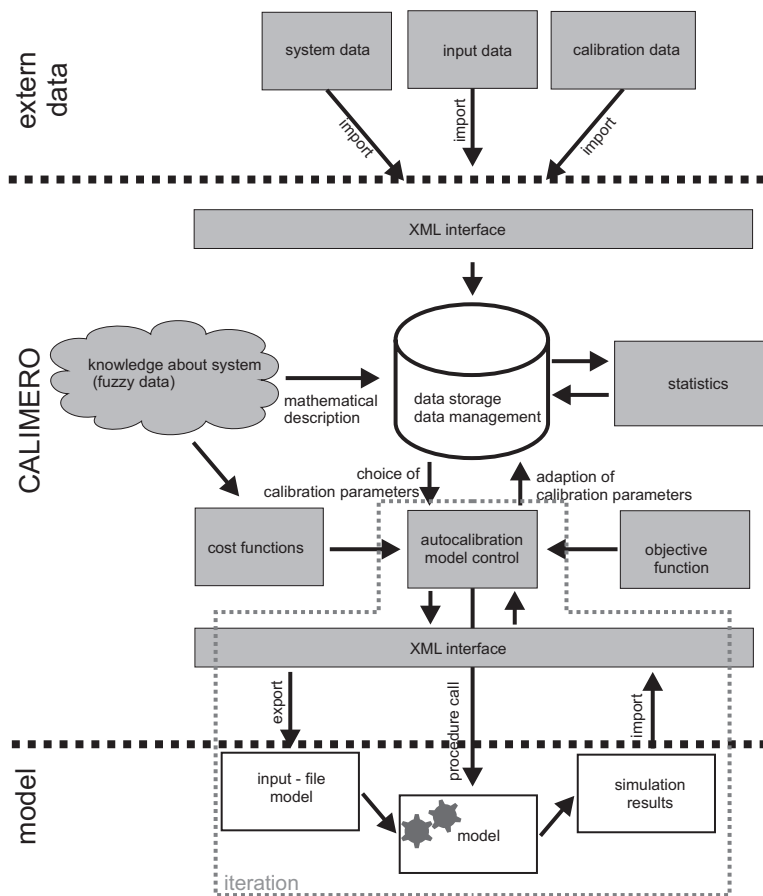 extern
data
system data
input data
calibration data
import
import
import
CALIMERO
XML interface
knowledge about system
(fuzzy data)
mathematical
description
data storage
data management
statistics
choice of
calibration parameters
adaption of
calibration parameters
cost functions
autocalibration
model control
objective
function
XML interface
export
procedure call
import
model
input - file
model
model
simulation
results
iteration